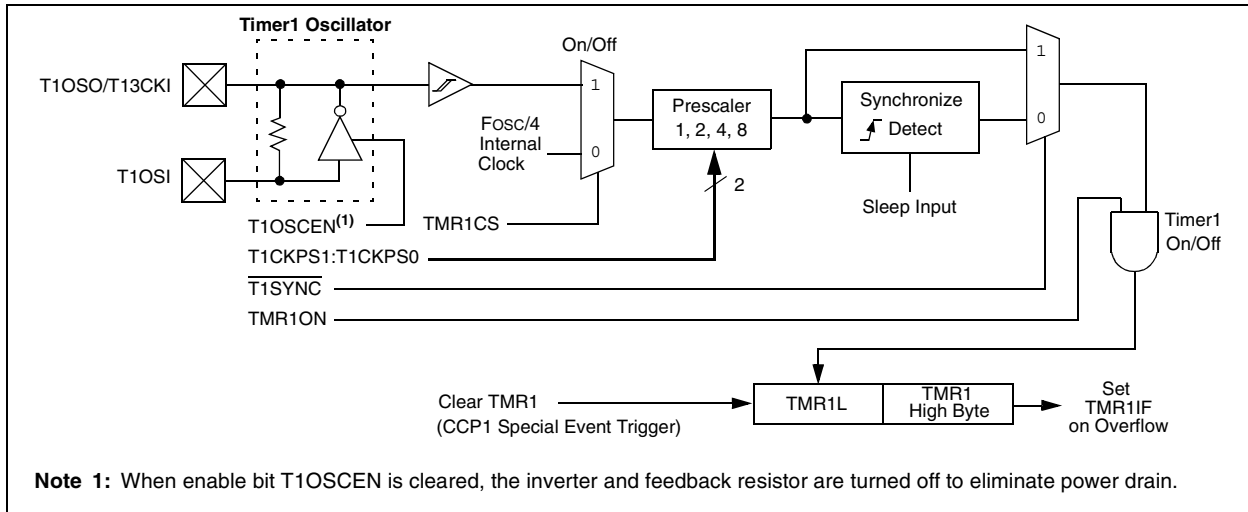 Timer1 Oscillator
On/Off
T1OSO/T13CKI
1
1
FOSC/4
Internal
Clock
0
Prescaler
1, 2, 4, 8
Synchronize
Detect
0
T1OSI
2
Sleep Input
T1OSCEN(1)
TMR1CS
Timer1
On/Off
T1CKPS1:T1CKPS0
T1SYNC
TMR1ON
Clear TMR1
(CCP1 Special Event Trigger)
TMR1L
TMR1
High Byte
Set
TMR1IF
on Overflow
Note 1: When enable bit T1OSCEN is cleared, the inverter and feedback resistor are turned off to eliminate power drain.